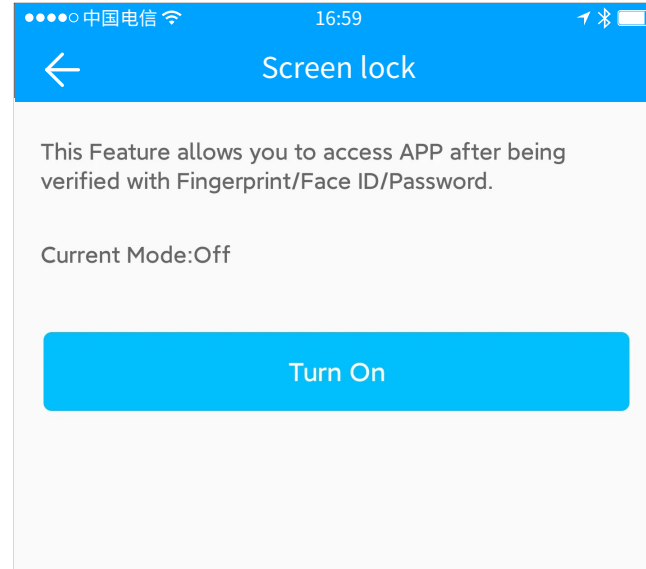 中国电信
16:59
Screen lock
This Feature allows you to access APP after being
verified with Fingerprint/Face ID/Password.
Current Mode:Off
Turn On